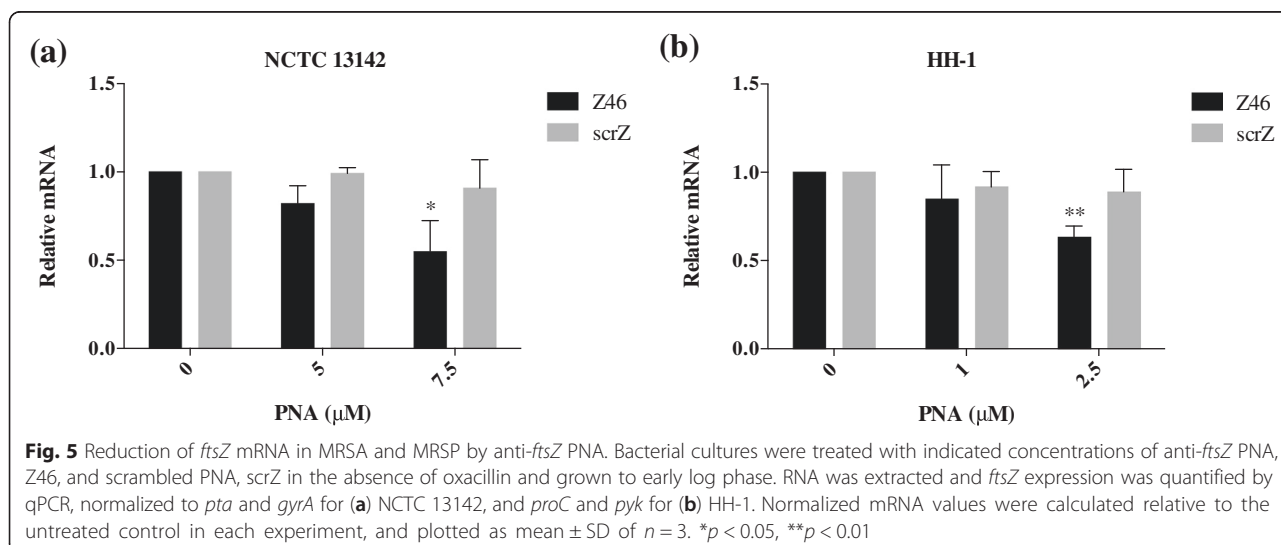 (a)
NCTC 13142
1.5
1.0
0.5
0.0
Relative mRNA
Z46
scrZ
*
0
5
7.5
PNA (μM)
(b)
HH-1
1.5
1.0
0.5
0.0
Relative mRNA
Z46
scrZ
**
0
1
2.5
PNA (μM)
Fig. 5 Reduction of ftsZ mRNA in MRSA and MRSP by anti-ftsZ PNA. Bacterial cultures were treated with indicated concentrations of anti-ftsZ PNA,
Z46, and scrambled PNA, scrZ in the absence of oxacillin and grown to early log phase. RNA was extracted and ftsZ expression was quantified by
qPCR, normalized to pta and gyrA for (a) NCTC 13142, and proC and pyk for (b) HH-1. Normalized mRNA values were calculated relative to the
untreated control in each experiment, and plotted as mean ± SD of n = 3. *p < 0.05, **p < 0.01